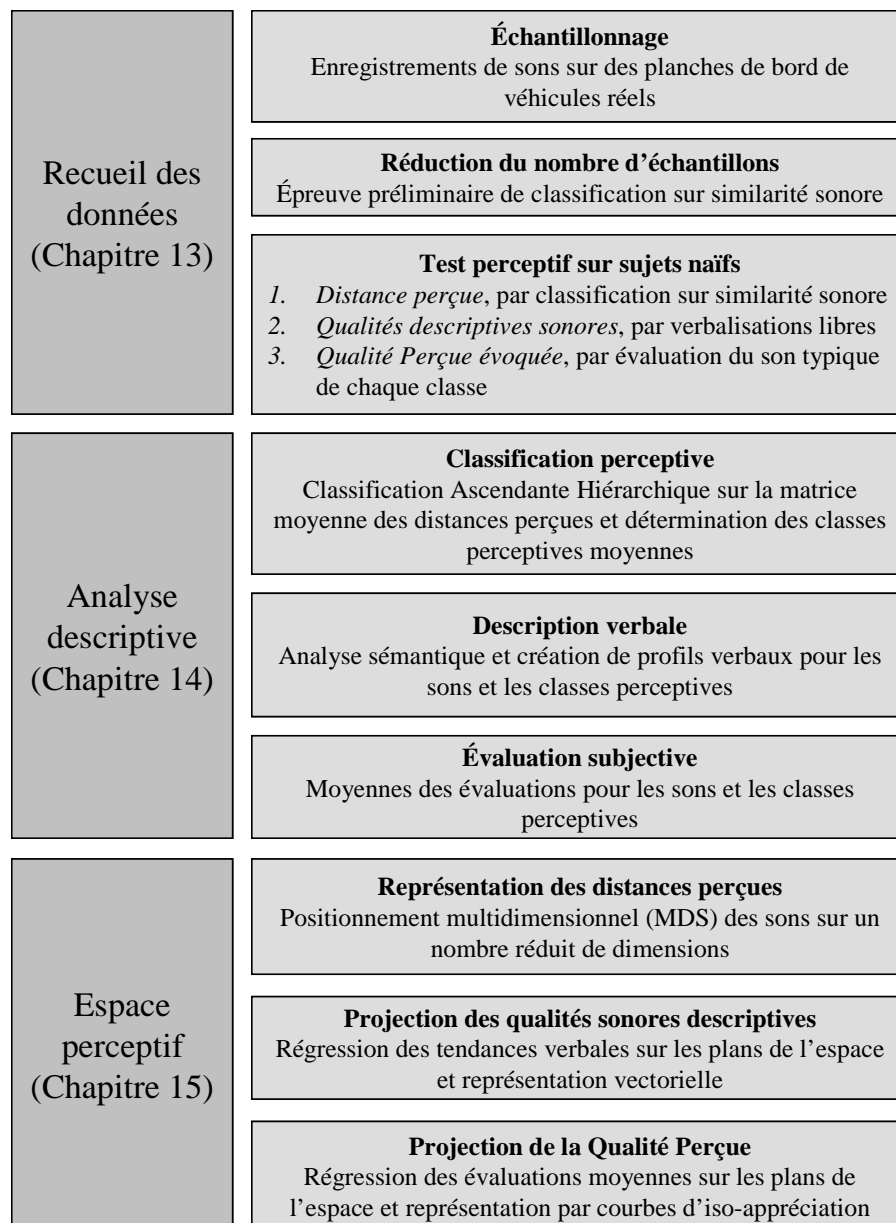 Recueil des
données
(Chapitre 13)
Échantillonnage
Enregistrements de sons sur des planches de bord de
véhicules réels
Réduction du nombre d’échantillons
Épreuve préliminaire de classification sur similarité sonore
Test perceptif sur sujets naïfs
1. Distance perçue, par classification sur similarité sonore
2. Qualités descriptives sonores, par verbalisations libres
3. Qualité Perçue évoquée, par évaluation du son typique
de chaque classe
Analyse
descriptive
(Chapitre 14)
Classification perceptive
Classification Ascendante Hiérarchique sur la matrice
moyenne des distances perçues et détermination des classes
perceptives moyennes
Description verbale
Analyse sémantique et création de profils verbaux pour les
sons et les classes perceptives
Évaluation subjective
Moyennes des évaluations pour les sons et les classes
perceptives
Espace
perceptif
(Chapitre 15)
Représentation des distances perçues
Positionnement multidimensionnel (MDS) des sons sur un
nombre réduit de dimensions
Projection des qualités sonores descriptives
Régression des tendances verbales sur les plans de l’espace
et représentation vectorielle
Projection de la Qualité Perçue
Régression des évaluations moyennes sur les plans de
l’espace et représentation par courbes d’iso-appréciation